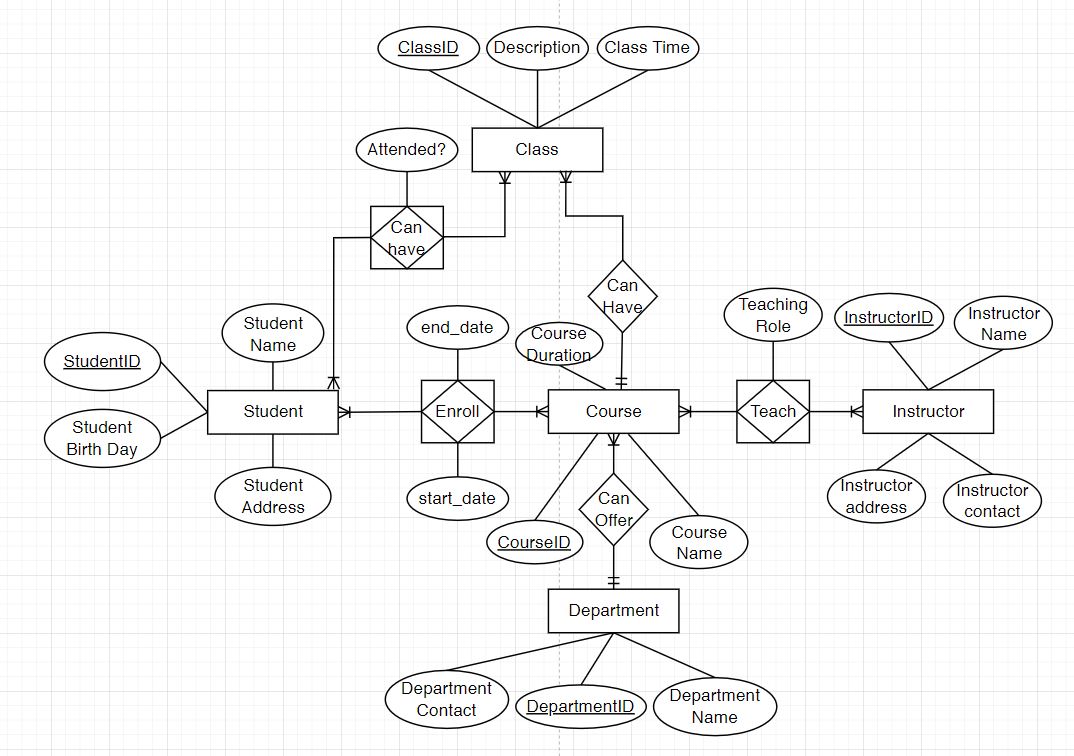 ClassID
Description
Class Time
Attended?
Class
Can
have
Can
Have
Teaching
Role
InstructorID
Instructor
Name
Student
Name
end_date
Course
Duration
StudentID
Student
Enroll
Course
Teach
Instructor
Student
Birth Day
Student
Address
start_date
Can
Offer
Instructor
address
Instructor
contact
CourseID
Course
Name
Department
Department
Contact
DepartmentID
Department
Name